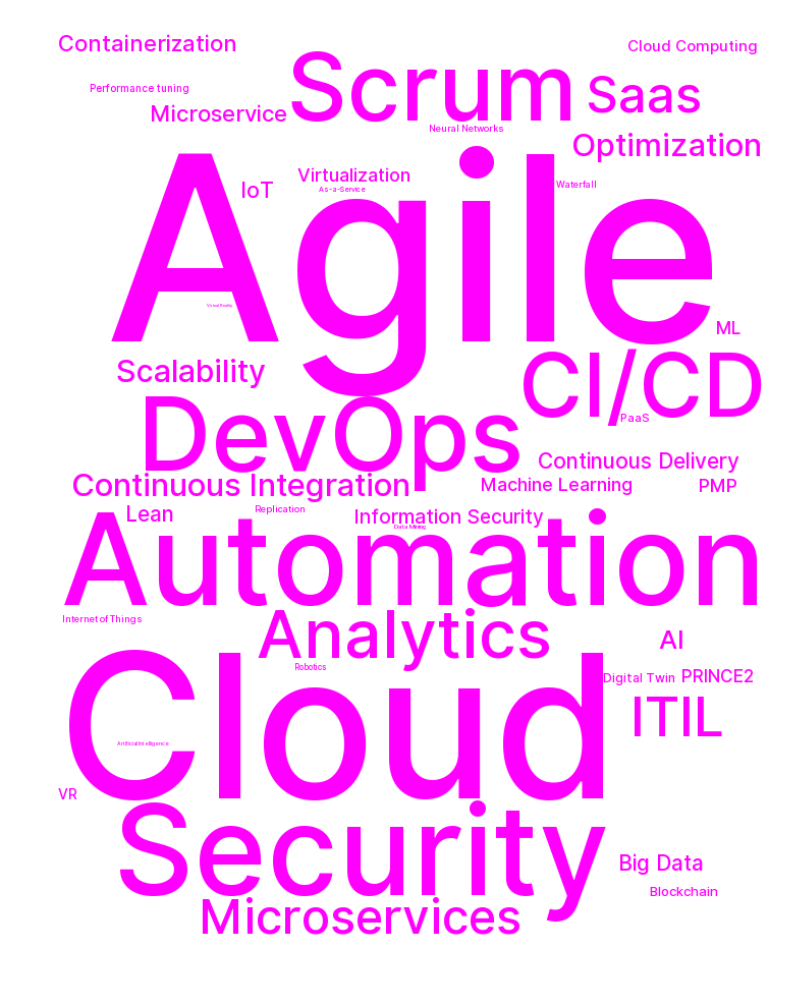 Containerization
Cloud Computing
Scrum
Saas
Performance tuning
Microservice
Neural Networks
Optimization
Agile
Virtualization
IoT
As-a-Service
Waterfall
Virtual Reality
ML
Scalability
CI/CD
PaaS
DevOps
Continuous Delivery
Continuous Integration
Machine Learning
PMP
Lean
Replication
Information Security
Data Mining
Automation
Internet of Things
Analytics
AI
Robotics
Digital Twin
PRINCE2
Cloud
ITIL
Artificial Intelligence
VR
Security
Big Data
Blockchain
Microservices